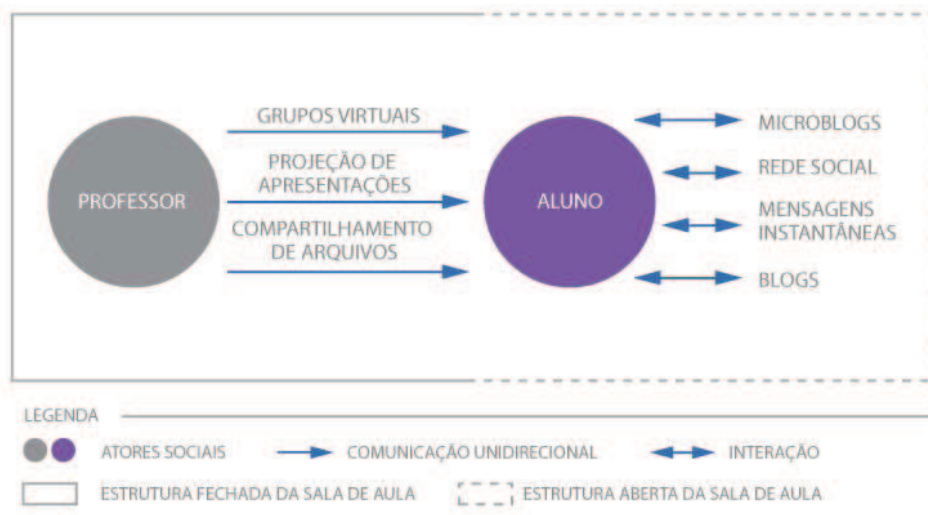 GRUPOS VIRTUAIS
PROJEÇÃO DE
APRESENTAÇÕES
COMPARTILHAMENTO
DE ARQUIVOS
PROFESSOR
ALUNO
MICROBLOGS
REDE SOCIAL
MENSAGENS
INSTANTÂNEAS
BLOGS
LEGENDA
ATORES SOCIAIS
COMUNICAÇÃO UNIDIRECIONAL
INTERAÇÃO
ESTRUTURA FECHADA DA SALA DE AULA
ESTRUTURA ABERTA DA SALA DE AULA